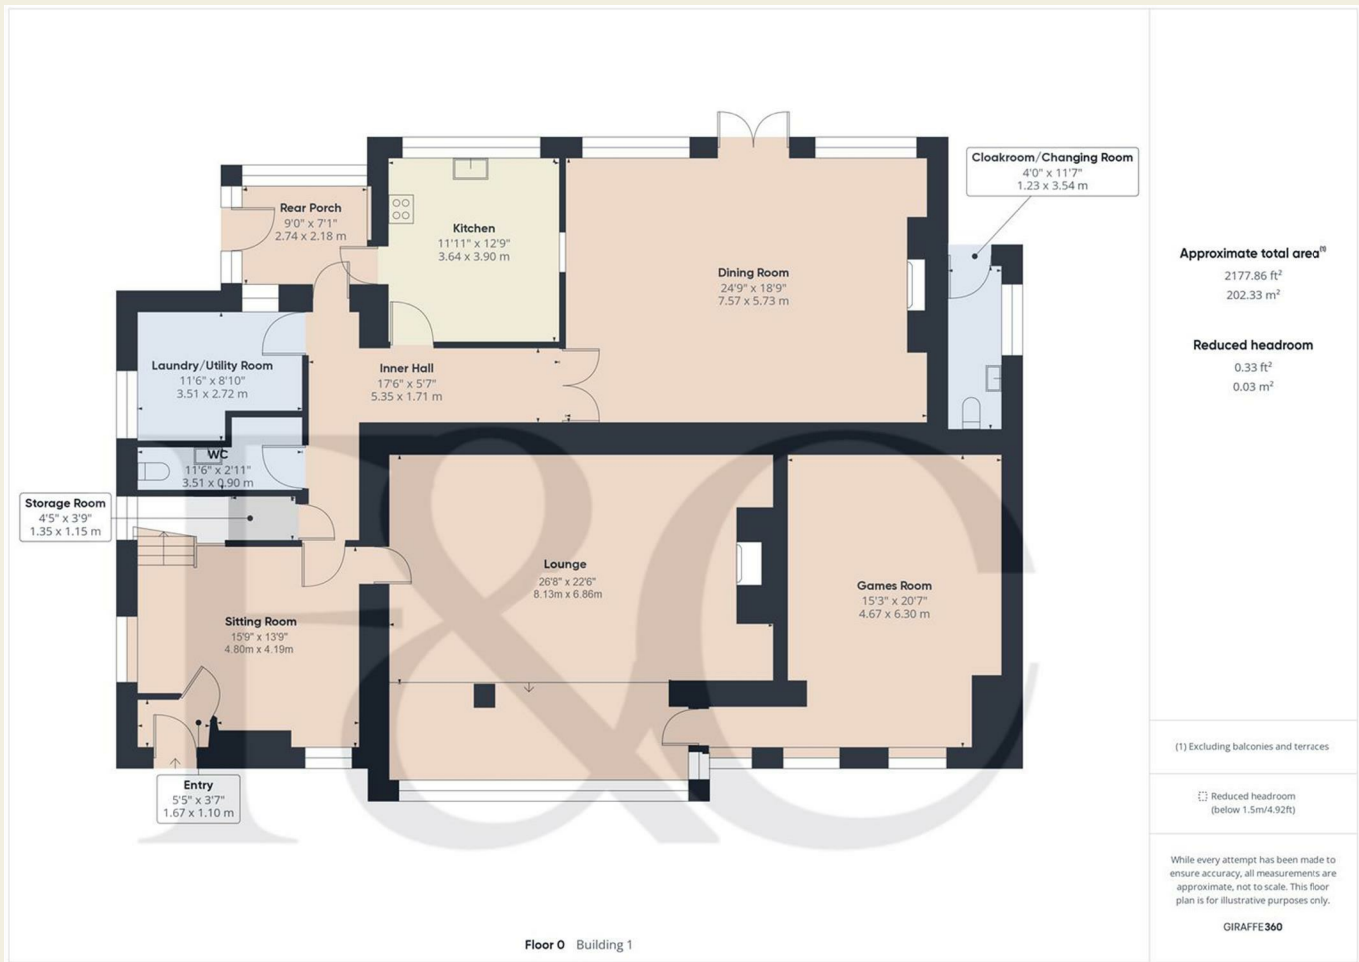 Rear Porch
9'0" x 7'1"
2.74 x 2.18 m
Kitchen
11'11" x 12'9"
3.64 x 3.90 m
Dining Room
24'9" x 18'9"
7.57 x 5.73 m
Cloakroom/Changing Room
4'0" x 11'7"
1.23 x 3.54 m
Laundry/Utility Room
11'6" x 8'10"
3.51 x 2.72 m
Inner Hall
17'6" x 5'7"
5.35 x 1.71 m
WC
11'6" x 2'11"
3.51 x 0.90 m
Storage Room
4'5" x 3'9"
1.35 x 1.15 m
Lounge
26'8" x 22'6"
8.13m x 6.86m
Games Room
15'3" x 20'7"
4.67 x 6.30 m
Sitting Room
15'9" x 13'9"
4.80m x 4.19m
Entry
5'5" x 3'7"
1.67 x 1.10 m
F&C
Floor 0 Building 1
Approximate total area(1)
2177.86 ft²
202.33 m²
Reduced headroom
0.33 ft²
0.03 m²
(1) Excluding balconies and terraces
Reduced headroom
(below 1.5m/4.92ft)
While every attempt has been made to
ensure accuracy, all measurements are
approximate, not to scale. This floor
plan is for illustrative purposes only.
GIRAFFE360